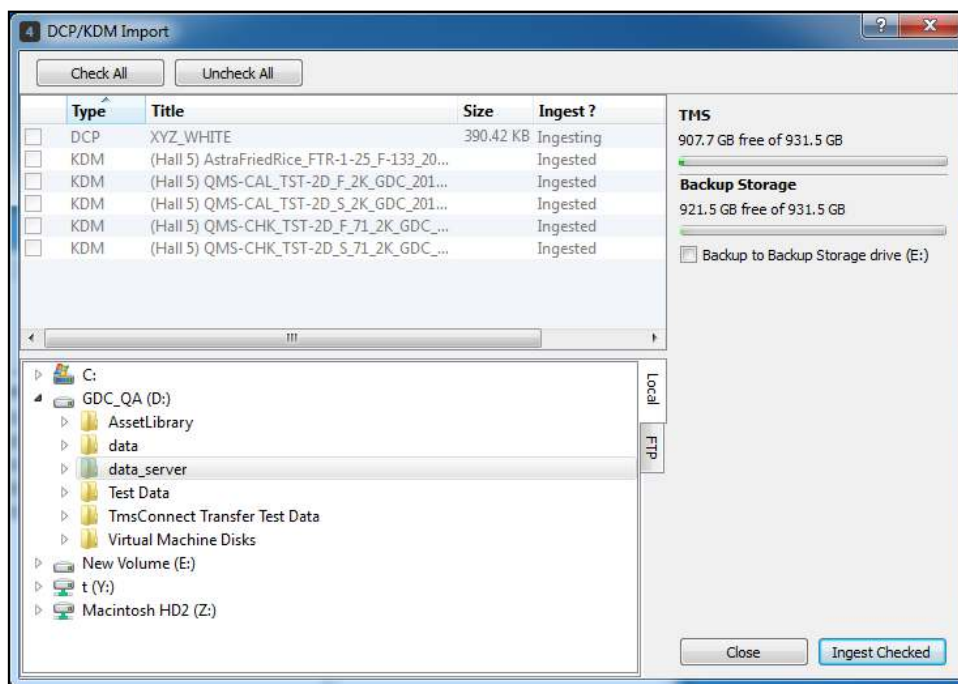 4 DCP/KDM Import
? X
Check All Uncheck All
Type Title Size Ingest ?
DCP XYZ_WHITE 390.42 KB Ingesting
KDM (Hall 5) AstraFriedRice_FTR-1-25_F-133_20... Ingested
KDM (Hall 5) QMS-CAL_TST-2D_F_2K_GDC_201... Ingested
KDM (Hall 5) QMS-CAL_TST-2D_S_2K_GDC_201... Ingested
KDM (Hall 5) QMS-CHK_TST-2D_F_71_2K_GDC_... Ingested
KDM (Hall 5) QMS-CHK_TST-2D_S_71_2K_GDC_... Ingested
TMS
907.7 GB free of 931.5 GB
Backup Storage
921.5 GB free of 931.5 GB
Backup to Backup Storage drive (E:)
C:
GDC_QA (D:)
AssetLibrary
data
data_server
Test Data
TmsConnect Transfer Test Data
Virtual Machine Disks
New Volume (E:)
t (Y:)
Macintosh HD2 (Z:)
Local
FTP
Close Ingest Checked